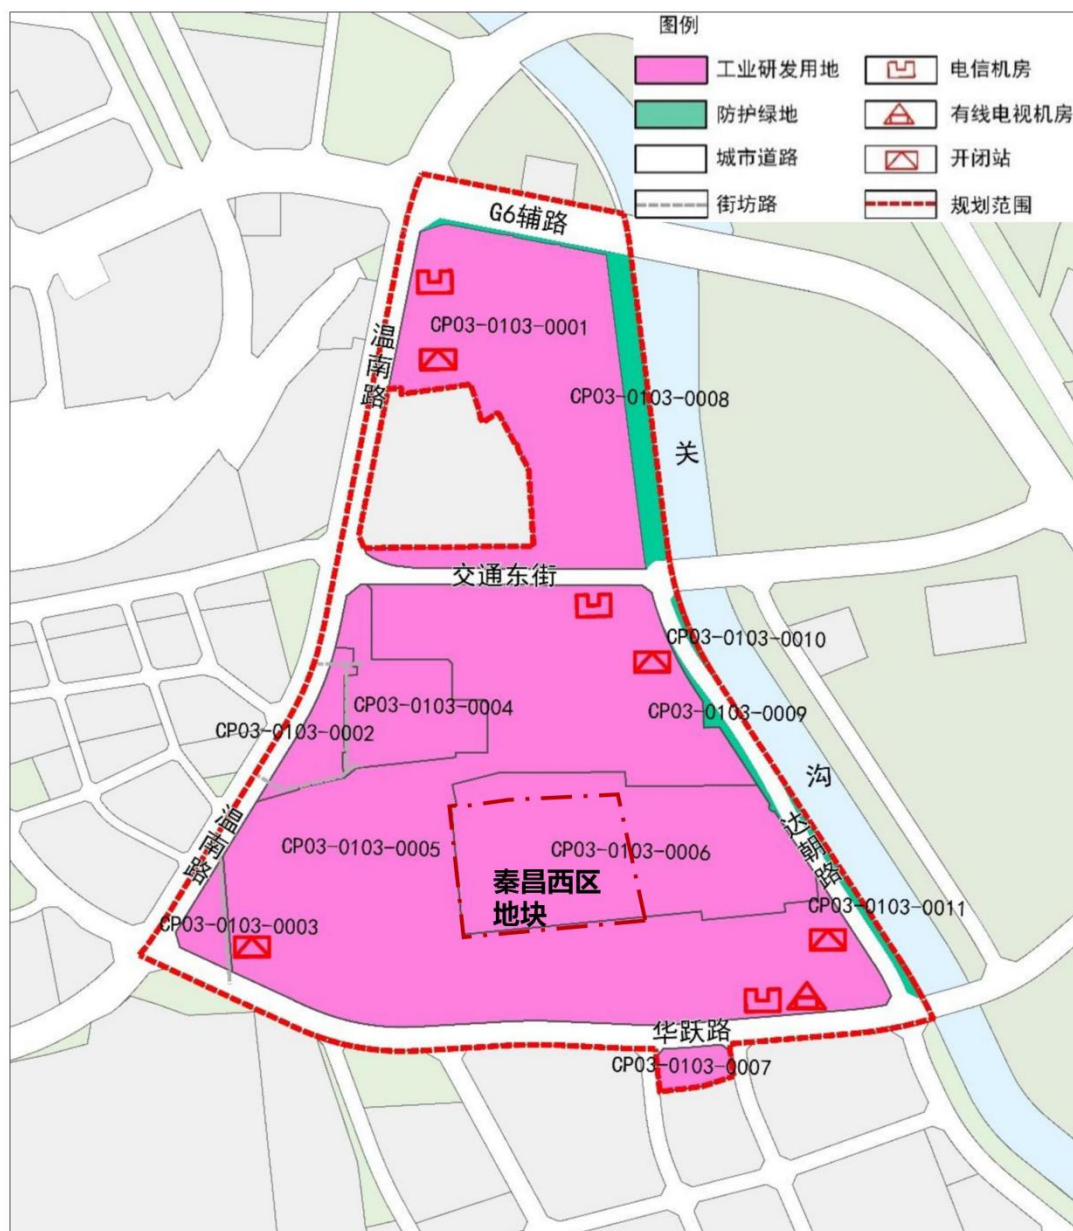 图例
工业研发用地
电信机房
防护绿地
有线电视机房
城市道路
开闭站
街坊路
规划范围
G6辅路
CP03-0103-0001
温南路
CP03-0103-0008
关
交通东街
CP03-0103-0010
CP03-0103-0004
CP03-0103-0009
CP03-0103-0002
沟
温南路
达朝路
CP03-0103-0005
CP03-0103-0006
秦昌西区
地块
CP03-0103-0011
CP03-0103-0003
华跃路
CP03-0103-0007